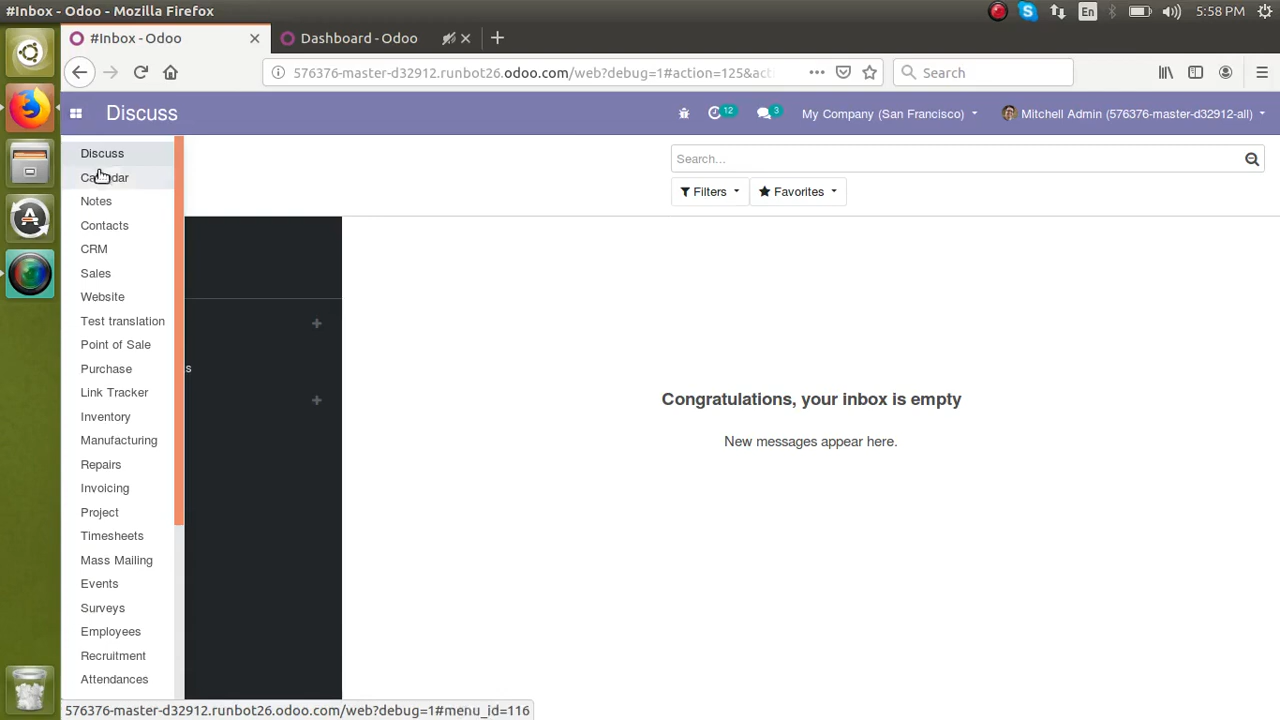 #Inbox - Odoo - Mozilla Firefox
En
5:58 PM
#Inbox - Odoo
Dashboard - Odoo
576376-master-d32912.runbot26.odoo.com/web?debug=1#action=125&ac
Search
Discuss
12
3
My Company (San Francisco)
Mitchell Admin (576376-master-d32912-all)
Discuss
Search...
Calendar
Filters
Favorites
Notes
Contacts
CRM
Sales
Website
Test translation
Point of Sale
Purchase
s
Link Tracker
Congratulations, your inbox is empty
Inventory
Manufacturing
New messages appear here.
Repairs
Invoicing
Project
Timesheets
Mass Mailing
Events
Surveys
Employees
Recruitment
Attendances
576376-master-d32912.runbot26.odoo.com/web?debug=1#menu_id=116